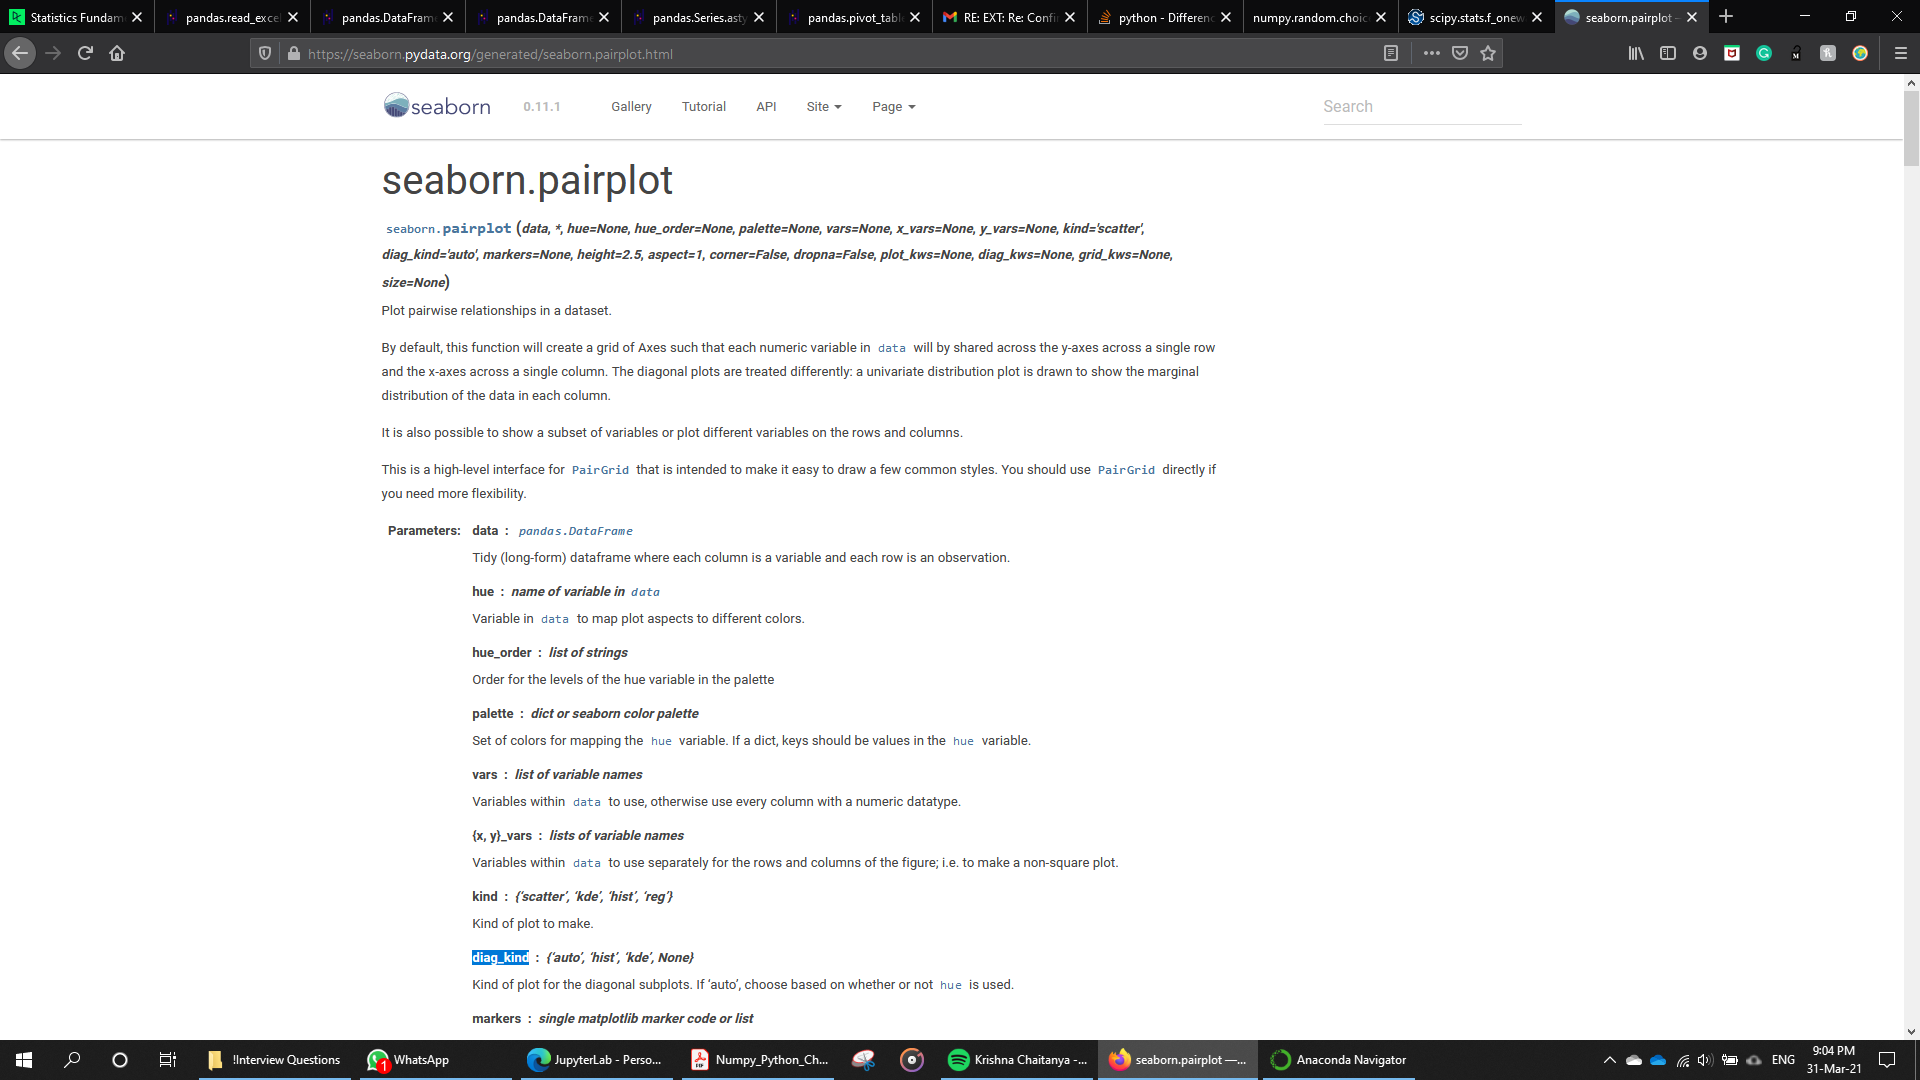 Statistics Fundam
pandas.read_exce
pandas.DataFrame
pandas.DataFrame
pandas.Series.asty
pandas.pivot_table
RE: EXT: Re: Confir
python - Differenc
numpy.random.choic
scipy.stats.f_onew
seaborn.pairplot —
https://seaborn.pydata.org/generated/seaborn.pairplot.html
seaborn
0.11.1
Gallery
Tutorial
API
Site
Page
Search
seaborn.pairplot
seaborn.pairplot (data, *, hue=None, hue_order=None, palette=None, vars=None, x_vars=None, y_vars=None, kind='scatter',
diag_kind='auto', markers=None, height=2.5, aspect=1, corner=False, dropna=False, plot_kws=None, diag_kws=None, grid_kws=None,
size=None)
Plot pairwise relationships in a dataset.
By default, this function will create a grid of Axes such that each numeric variable in data will by shared across the y-axes across a single row
and the x-axes across a single column. The diagonal plots are treated differently: a univariate distribution plot is drawn to show the marginal
distribution of the data in each column.
It is also possible to show a subset of variables or plot different variables on the rows and columns.
This is a high-level interface for PairGrid that is intended to make it easy to draw a few common styles. You should use PairGrid directly if
you need more flexibility.
Parameters: data : pandas.DataFrame
Tidy (long-form) dataframe where each column is a variable and each row is an observation.
hue : name of variable in data
Variable in data to map plot aspects to different colors.
hue_order : list of strings
Order for the levels of the hue variable in the palette
palette : dict or seaborn color palette
Set of colors for mapping the hue variable. If a dict, keys should be values in the hue variable.
vars : list of variable names
Variables within data to use, otherwise use every column with a numeric datatype.
{x, y}_vars : lists of variable names
Variables within data to use separately for the rows and columns of the figure; i.e. to make a non-square plot.
kind : {‘scatter’, ‘kde’, ‘hist’, ‘reg’}
Kind of plot to make.
diag_kind : {‘auto’, ‘hist’, ‘kde’, None}
Kind of plot for the diagonal subplots. If ‘auto’, choose based on whether or not hue is used.
markers : single matplotlib marker code or list
!Interview Questions
1
WhatsApp
JupyterLab - Perso...
Numpy_Python_Ch...
Krishna Chaitanya -...
seaborn.pairplot —...
Anaconda Navigator
ENG
9:04 PM
31-Mar-21